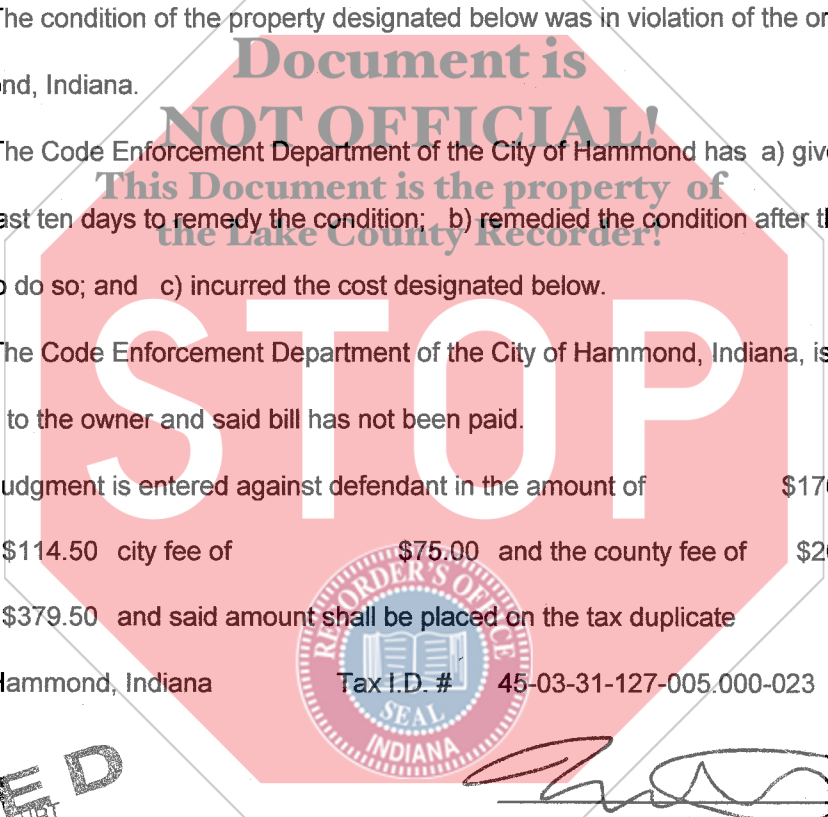 The condition of the property designated below was in violation of the or
Document is
nd, Indiana.
NOT OFFICIAL!
The Code Enforcement Department of the City of Hammond has a) giv
This Document is the property of
ast ten days to remedy the condition; b) remedied the condition after t
the Lake County Recorder!
o do so; and c) incurred the cost designated below.
STOP
The Code Enforcement Department of the City of Hammond, Indiana, is
to the owner and said bill has not been paid.
udgment is entered against defendant in the amount of $17
$114.50 city fee of $75.00 and the county fee of $2
RECORDER'S OFFICE
$379.50 and said amount shall be placed on the tax duplicate
Hammond, Indiana Tax I.D. # 45-03-31-127-005.000-023
SEAL
INDIANA
ED